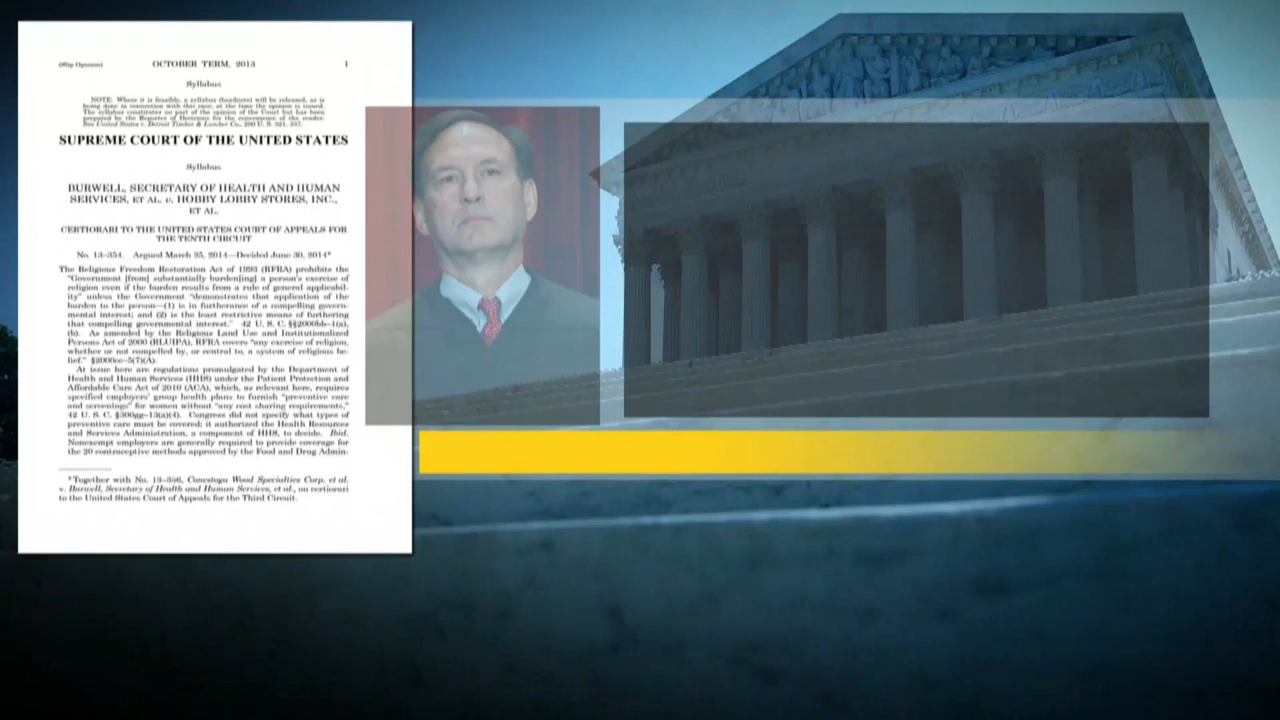 (Slip Opinion) OCTOBER TERM, 2013 1
Syllabus
NOTE: Where it is feasible, a syllabus (headnote) will be released, as is
being done in connection with this case, at the time the opinion is issued.
The syllabus constitutes no part of the opinion of the Court but has been
prepared by the Reporter of Decisions for the convenience of the reader.
See United States v. Detroit Timber & Lumber Co., 200 U. S. 321, 337.
SUPREME COURT OF THE UNITED STATES
Syllabus
BURWELL, SECRETARY OF HEALTH AND HUMAN
SERVICES, ET AL. v. HOBBY LOBBY STORES, INC.,
ET AL.
CERTIORARI TO THE UNITED STATES COURT OF APPEALS FOR
THE TENTH CIRCUIT
No. 13–354. Argued March 25, 2014—Decided June 30, 2014*
The Religious Freedom Restoration Act of 1993 (RFRA) prohibits the
"Government [from] substantially burden[ing] a person's exercise of
religion even if the burden results from a rule of general applicabil-
ity" unless the Government "demonstrates that application of the
burden to the person—(1) is in furtherance of a compelling govern-
mental interest; and (2) is the least restrictive means of furthering
that compelling governmental interest." 42 U. S. C. §§2000bb–1(a),
(b). As amended by the Religious Land Use and Institutionalized
Persons Act of 2000 (RLUIPA), RFRA covers "any exercise of religion,
whether or not compelled by, or central to, a system of religious be-
lief." §2000cc–5(7)(A).
At issue here are regulations promulgated by the Department of
Health and Human Services (HHS) under the Patient Protection and
Affordable Care Act of 2010 (ACA), which, as relevant here, requires
specified employers' group health plans to furnish "preventive care
and screenings" for women without "any cost sharing requirements,"
42 U. S. C. §300gg–13(a)(4). Congress did not specify what types of
preventive care must be covered; it authorized the Health Resources
and Services Administration, a component of HHS, to decide. Ibid.
Nonexempt employers are generally required to provide coverage for
the 20 contraceptive methods approved by the Food and Drug Admin-
*Together with No. 13–356, Conestoga Wood Specialties Corp. et al.
v. Burwell, Secretary of Health and Human Services, et al., on certiorari
to the United States Court of Appeals for the Third Circuit.